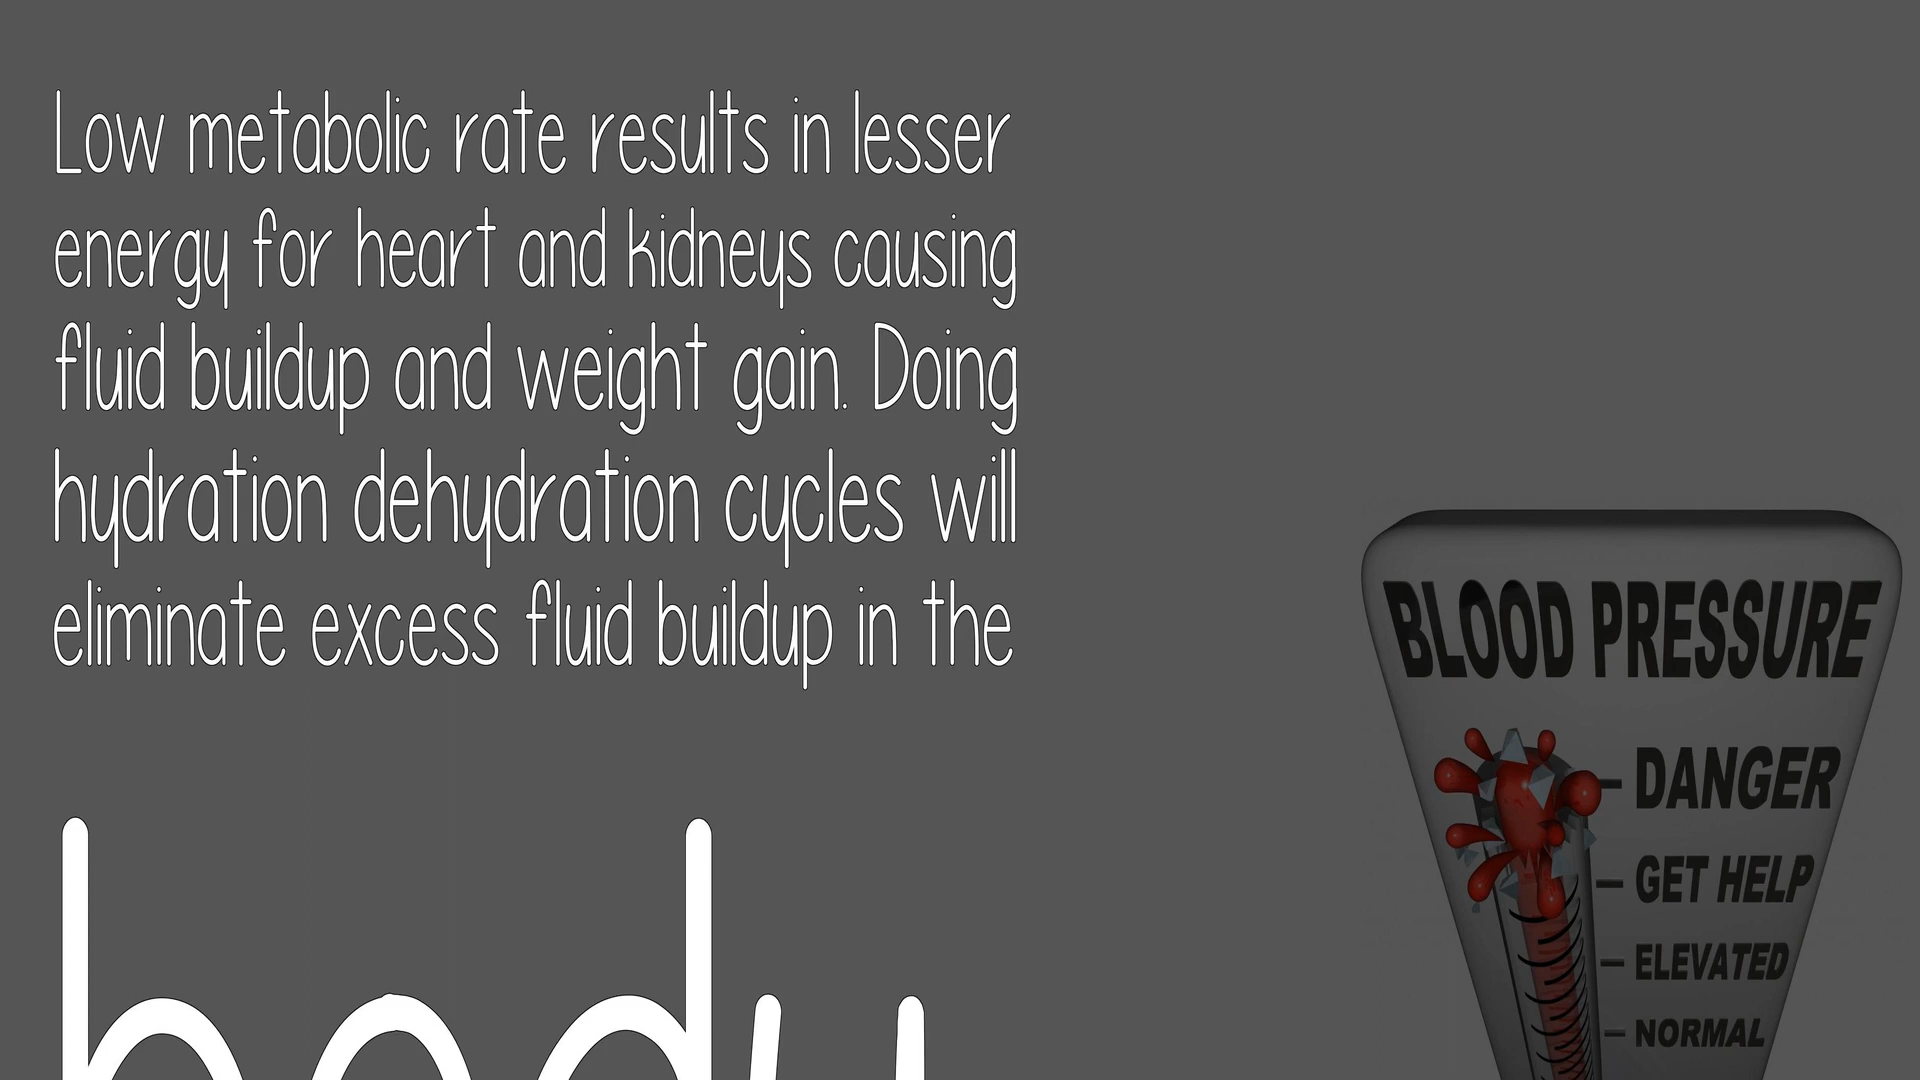 Low metabolic rate results in lesser
energy for heart and kidneys causing
fluid buildup and weight gain. Doing
hydration dehydration cycles will
eliminate excess fluid buildup in the
body
BLOOD PRESSURE
DANGER
GET HELP
ELEVATED
NORMAL